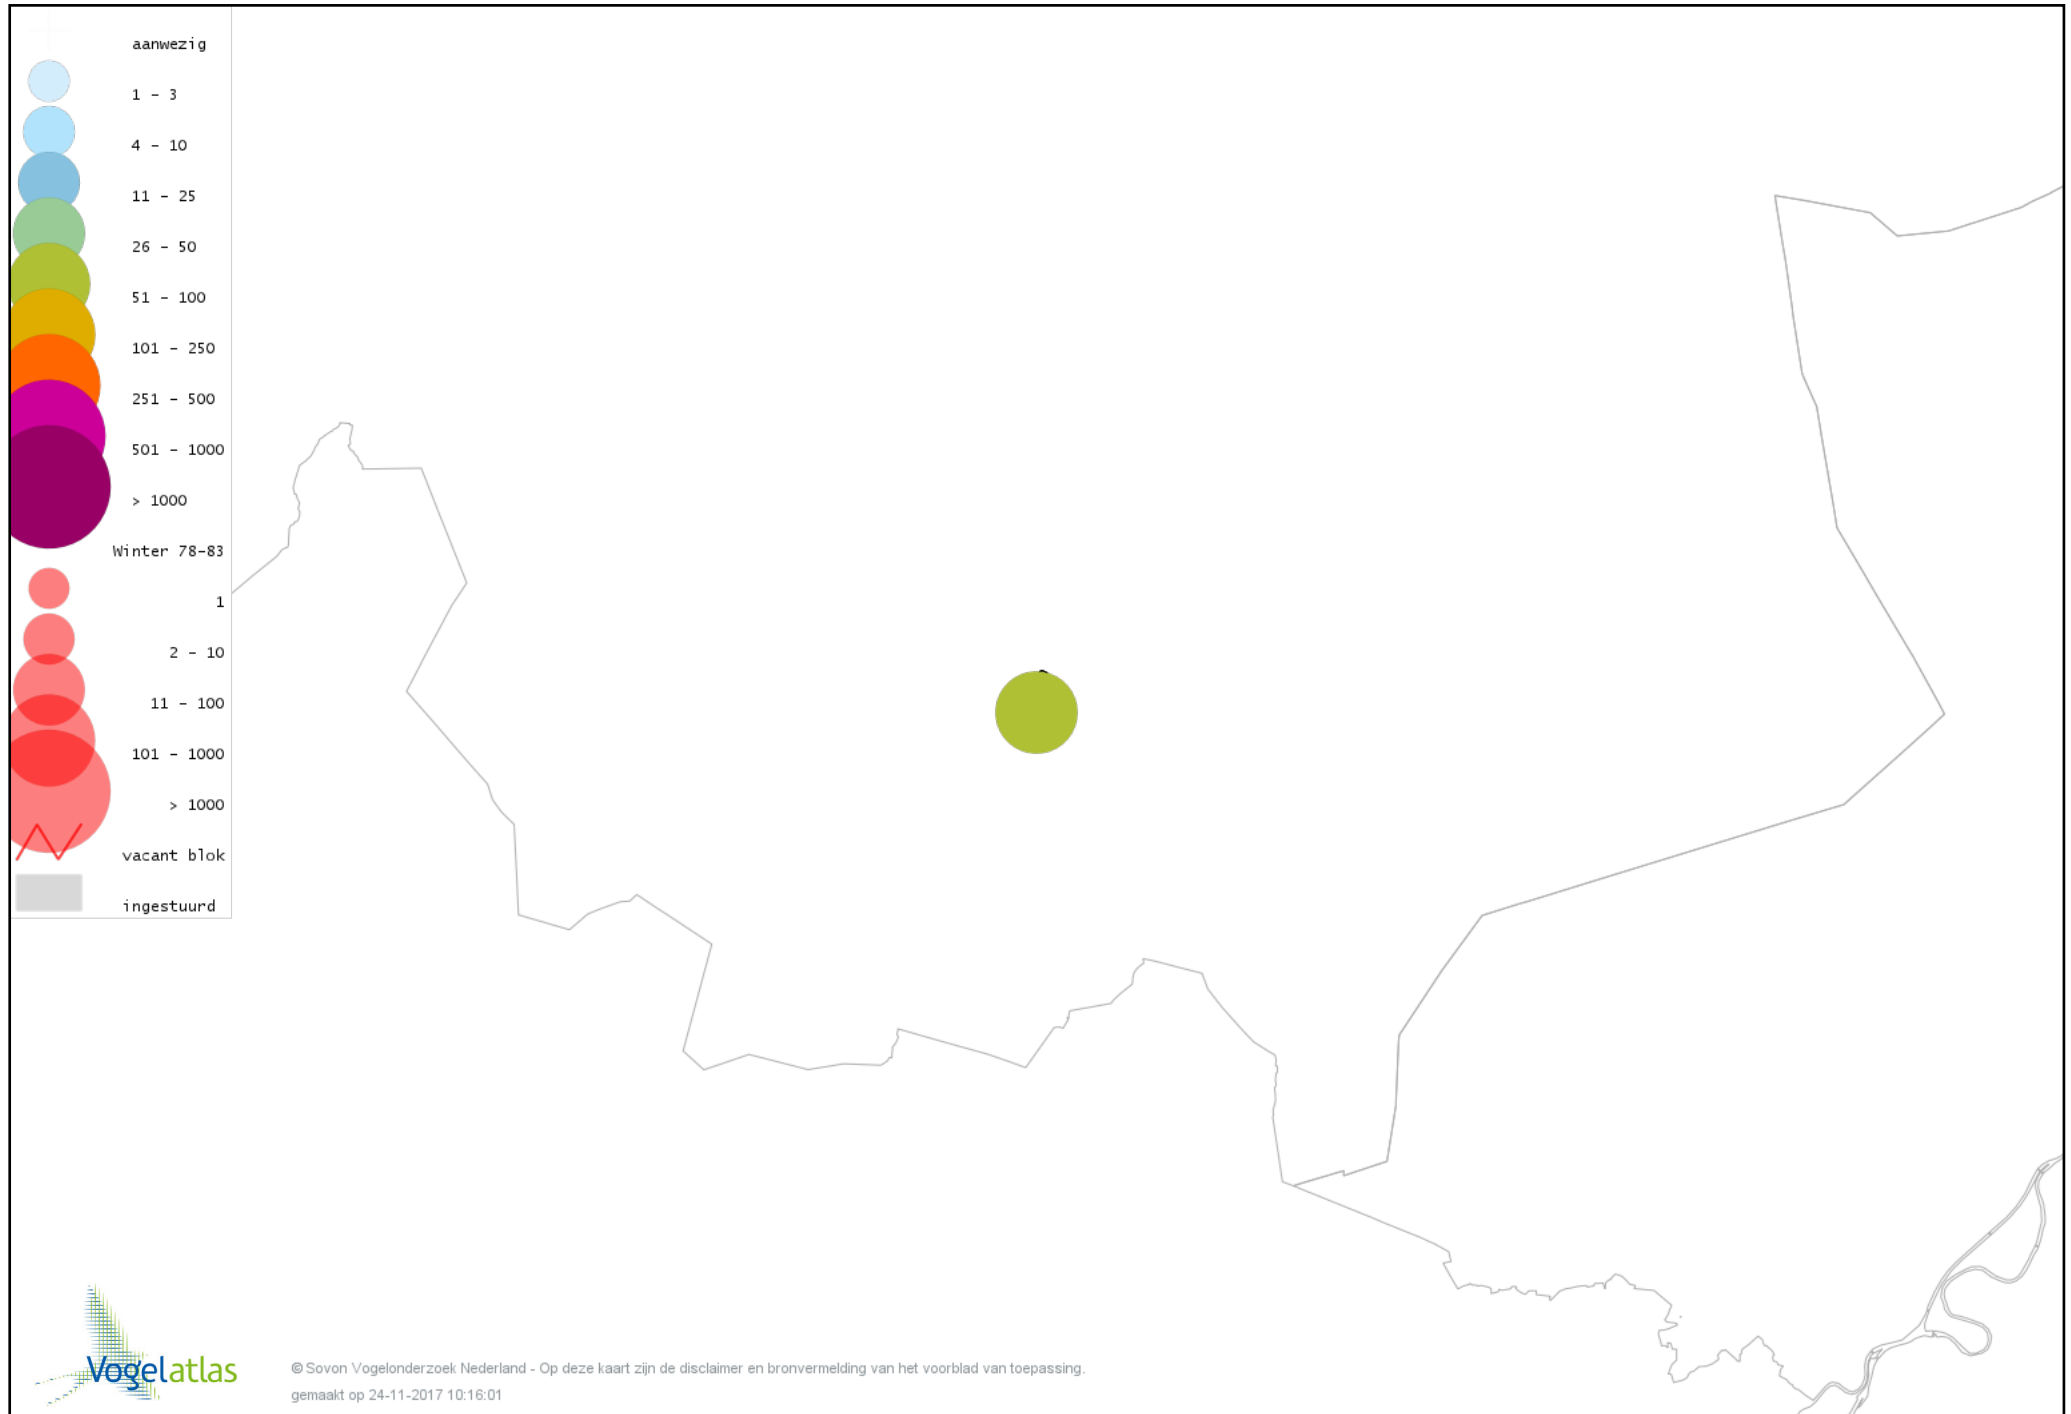 aanwezig
1 - 3
4 - 10
11 - 25
26 - 50
51 - 100
101 - 250
251 - 500
501 - 1000
> 1000
Winter 78-83
1
2 - 10
11 - 100
101 - 1000
> 1000
vacant blok
ingestuurd
Vogelatlas
© Sovon Vogelonderzoek Nederland - Op deze kaart zijn de disclaimer en bronvermelding van het voorblad van toepassing.
gemaakt op 24-11-2017 10:16:01